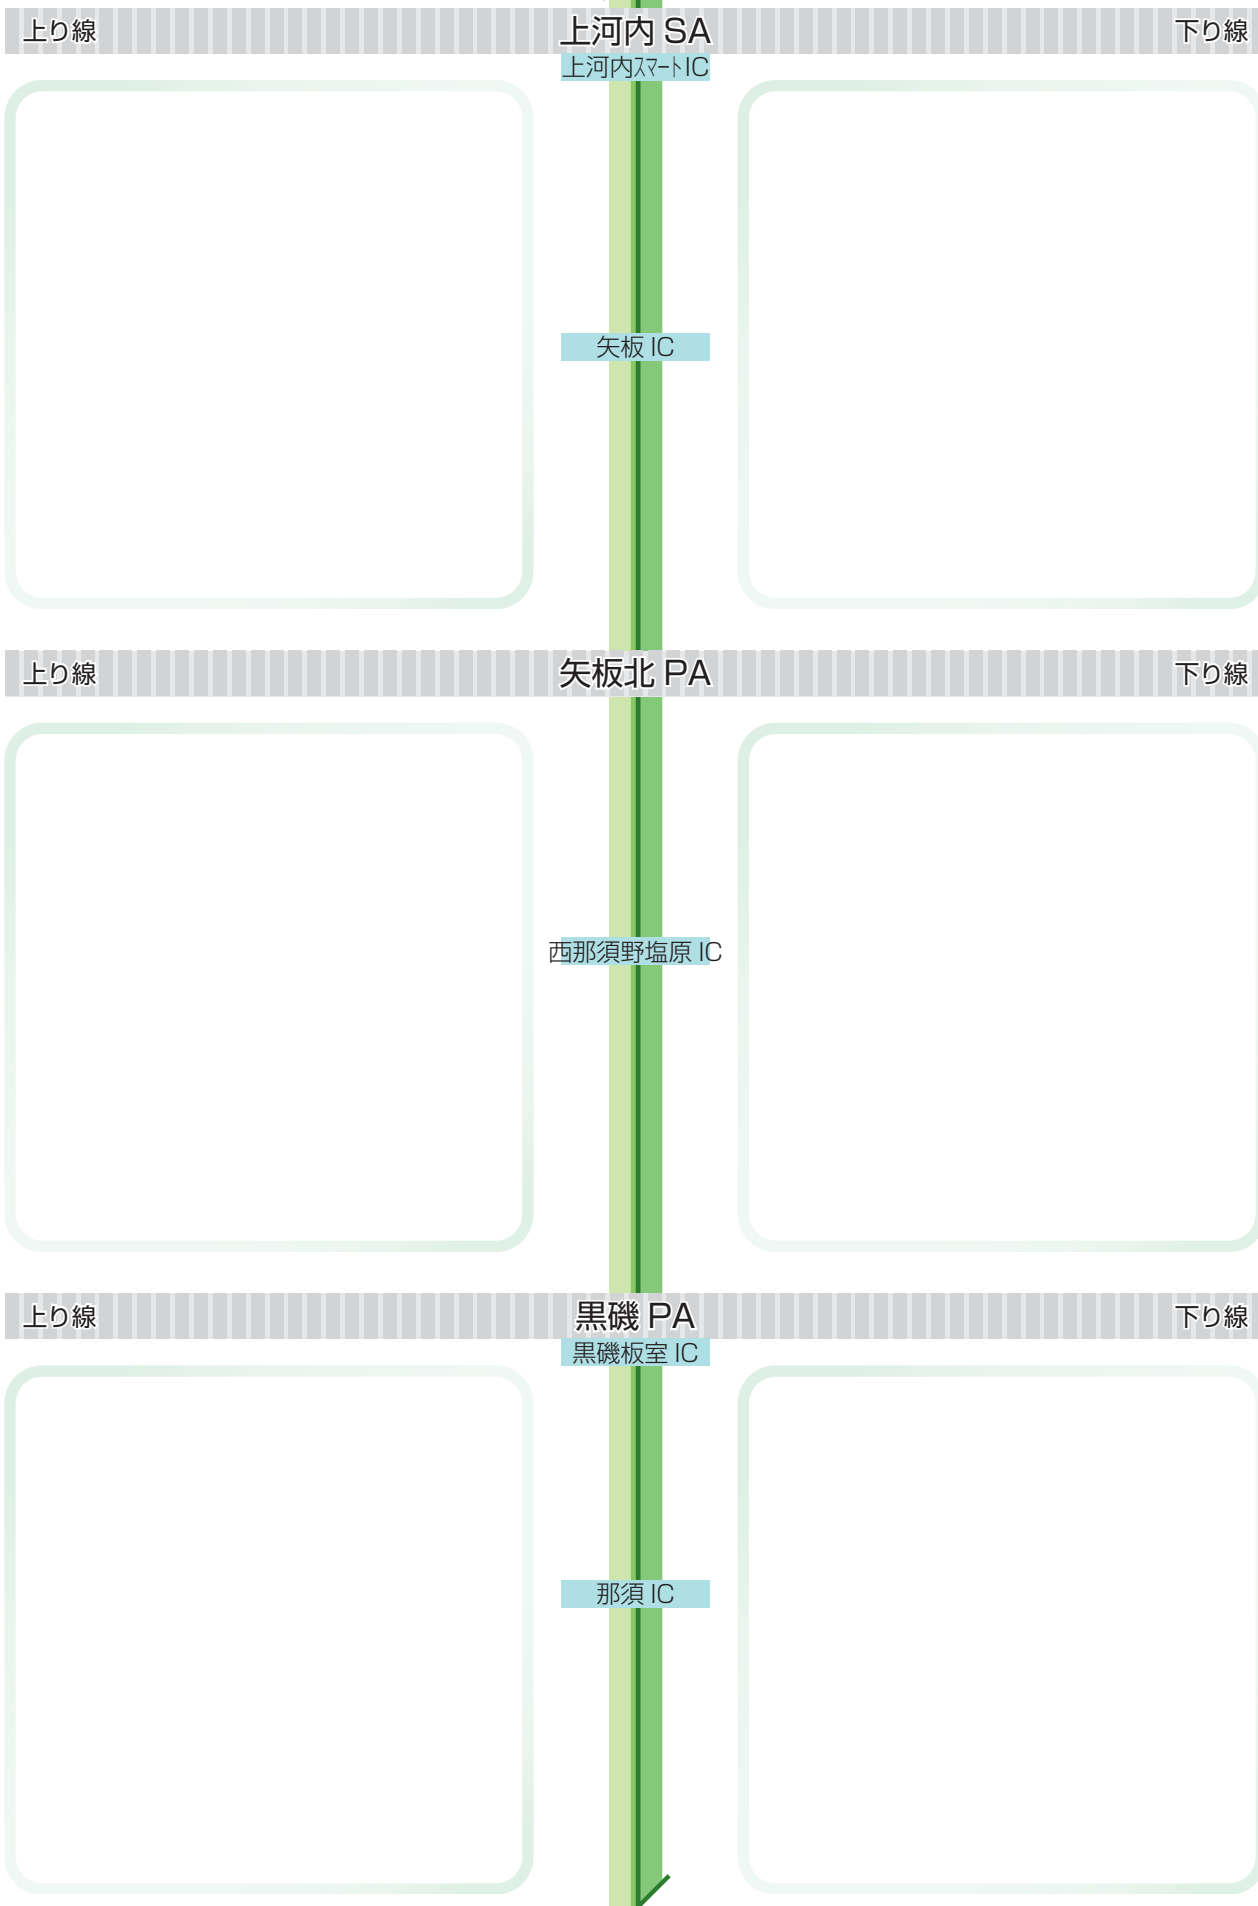 上り線 上河内 SA 下り線
上河内スマートIC
矢板 IC
上り線 矢板北 PA 下り線
西那須野塩原 IC
上り線 黒磯 PA 下り線
黒磯板室 IC
那須 IC